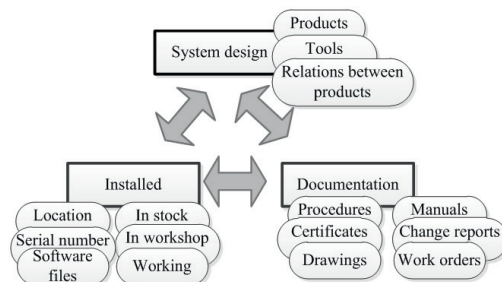 Products
System design
Tools
Relations between
products
Installed
Documentation
Location
In stock
Serial number
In workshop
Software
files
Working
Procedures
Manuals
Certificates
Change reports
Drawings
Work orders